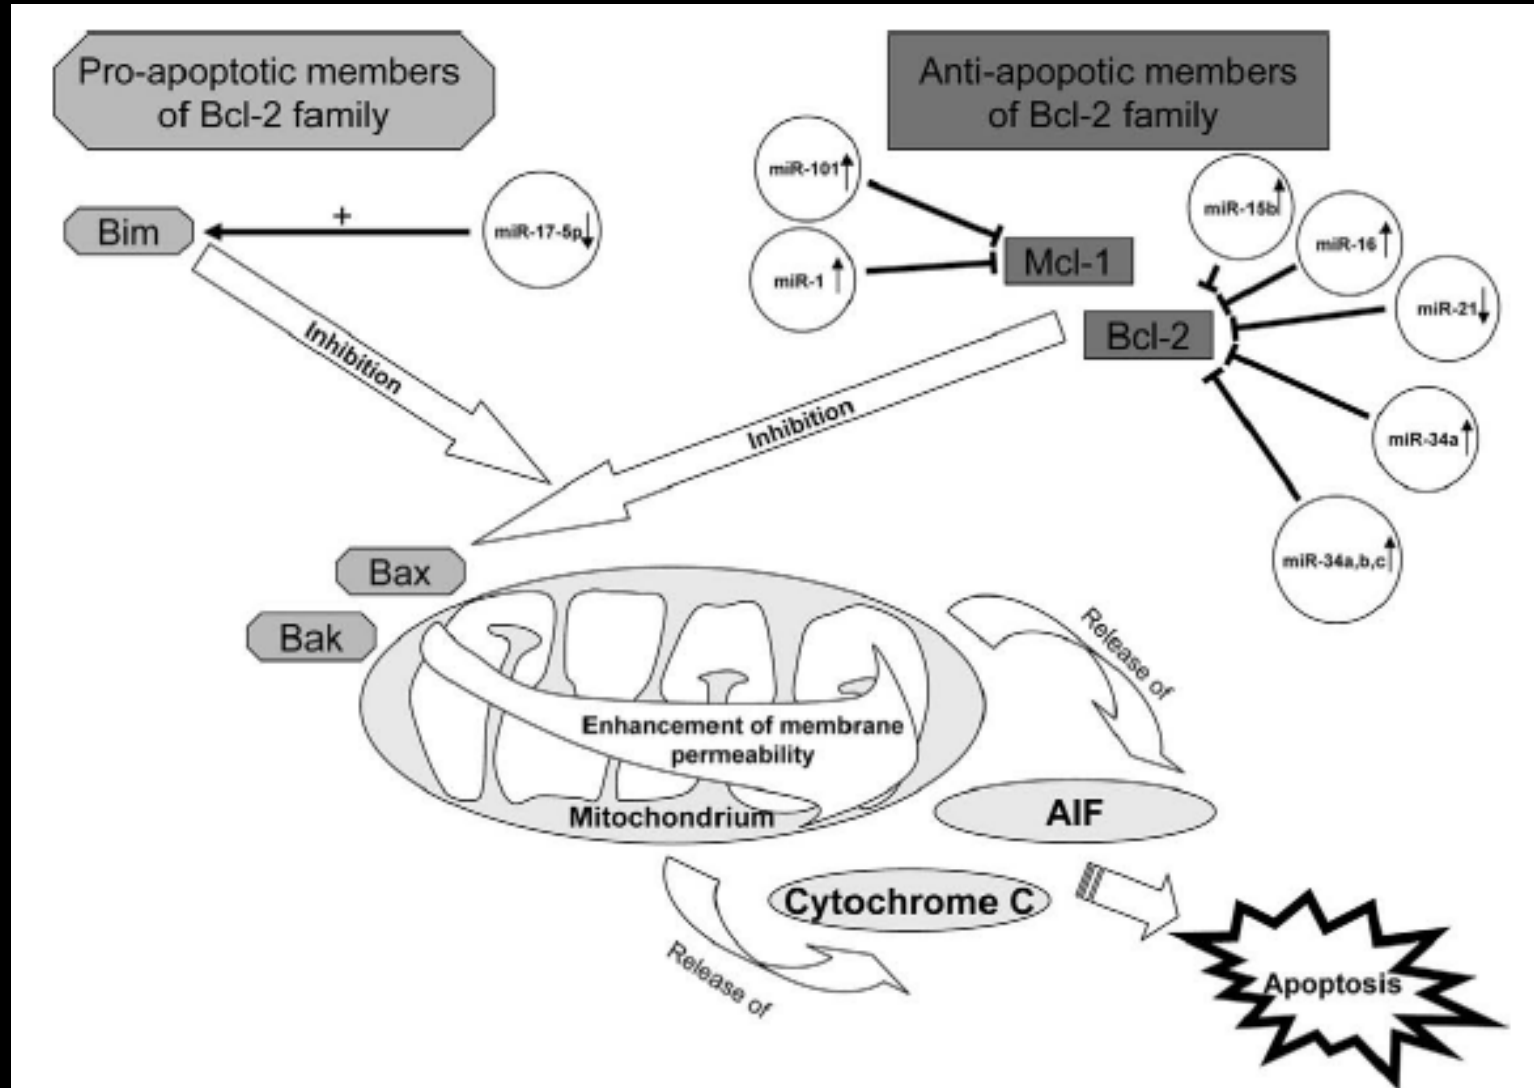 Pro-apoptotic members
of Bcl-2 family
Anti-apopotic members
of Bcl-2 family
miR-101↑
miR-15b↑
Bim
+
miR-17-5p↓
miR-16↑
Mcl-1
miR-1↑
miR-21↓
Bcl-2
Inhibition
Inhibition
miR-34a↑
miR-34a,b,c↑
Bax
Bak
Release of
Enhancement of membrane
permeability
Mitochondrium
AIF
Cytochrome C
Release of
Apoptosis